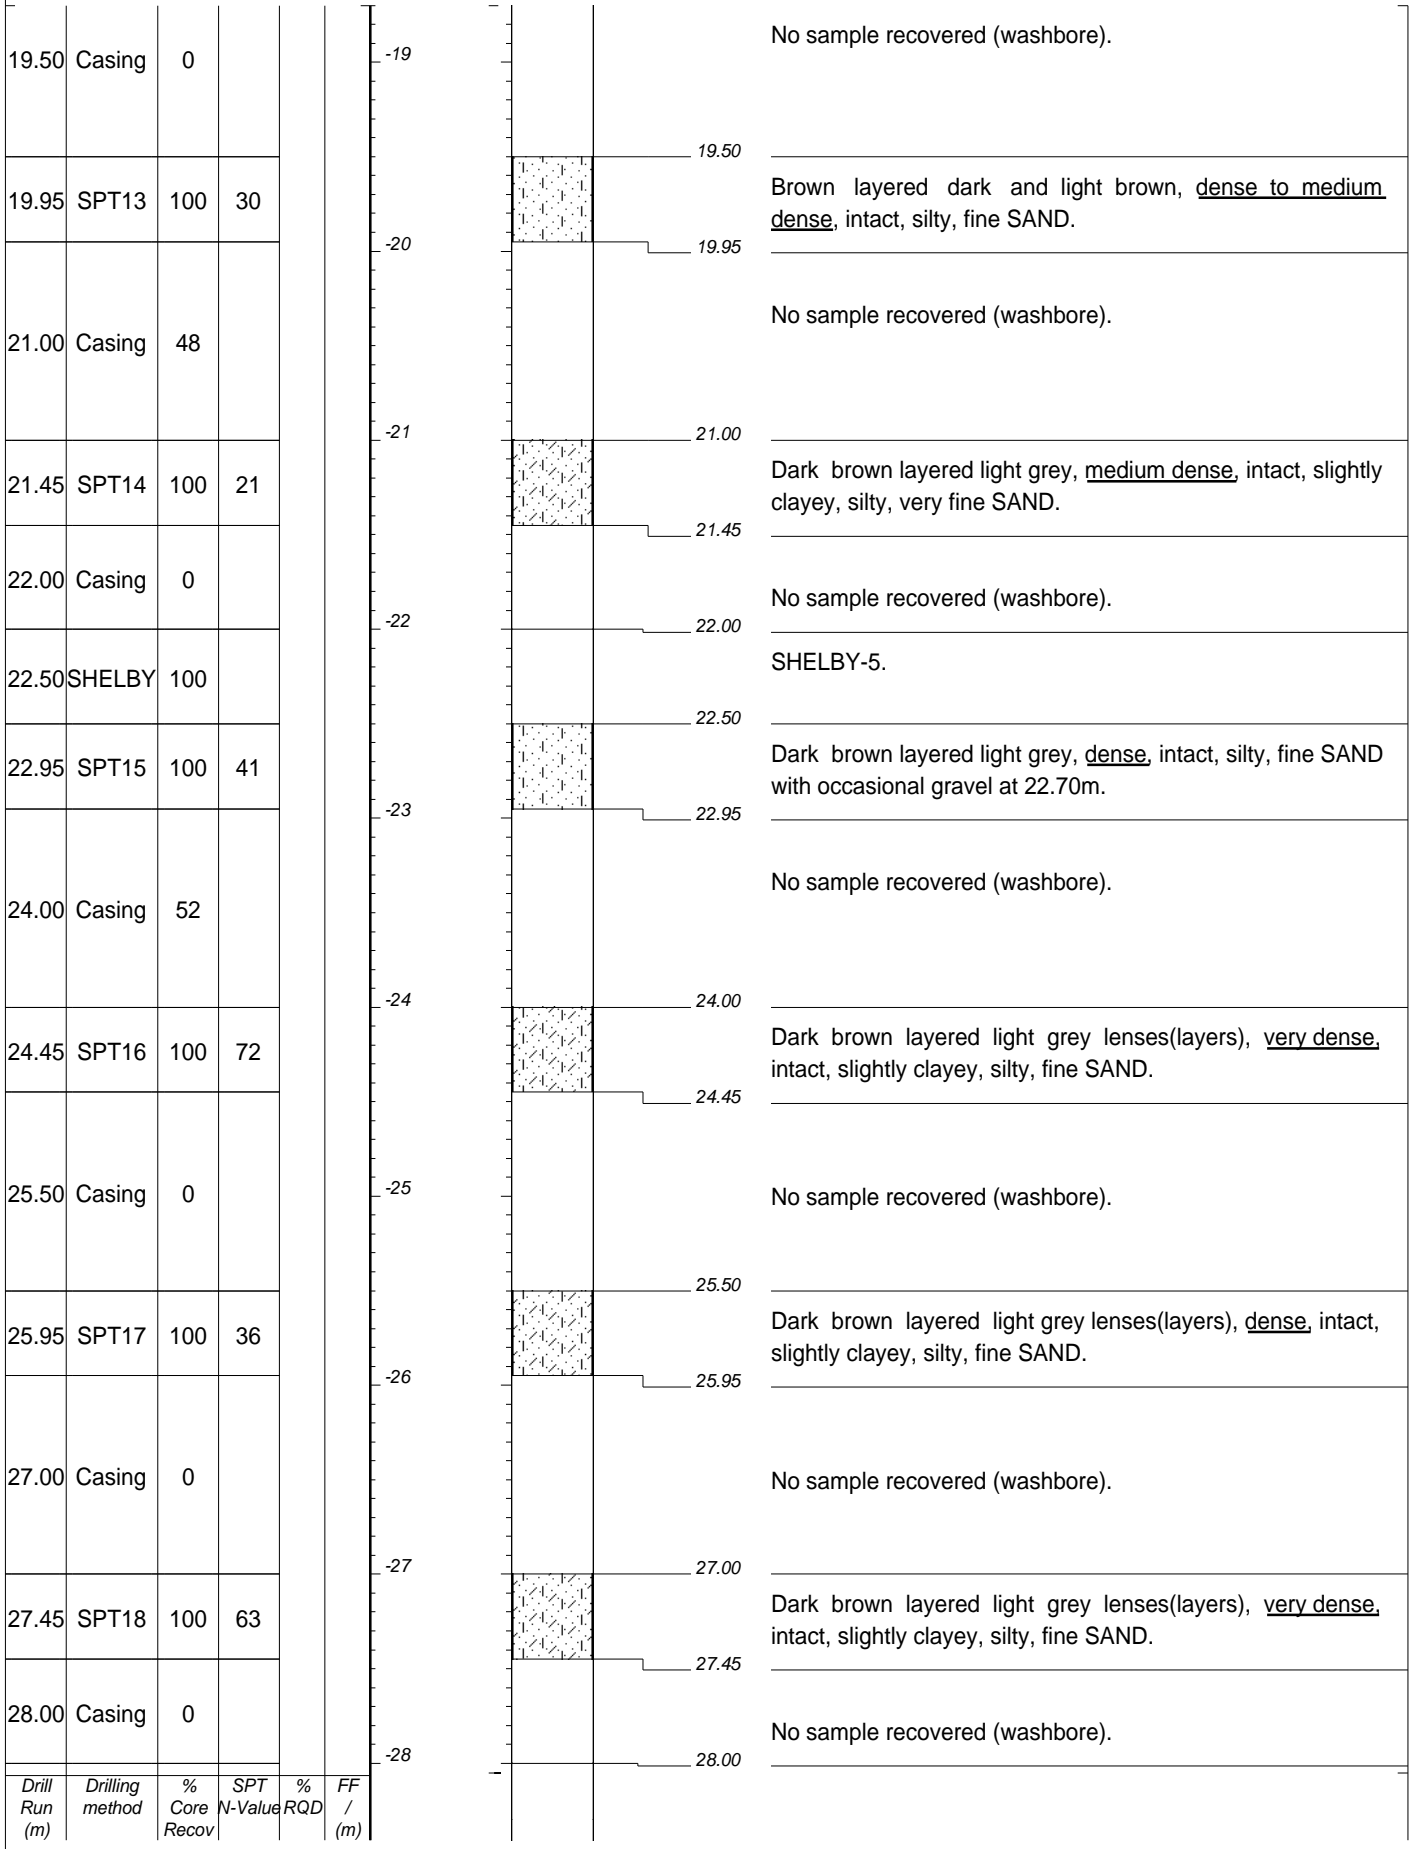 No sample recovered (washbore).
19.50 Casing 0
-19
19.50
19.95 SPT13 100 30
Brown layered dark and light brown, dense to medium
dense, intact, silty, fine SAND.
-20
19.95
No sample recovered (washbore).
21.00 Casing 48
-21
21.00
21.45 SPT14 100 21
Dark brown layered light grey, medium dense, intact, slightly
clayey, silty, very fine SAND.
21.45
22.00 Casing 0
No sample recovered (washbore).
-22
22.00
22.50 SHELBY 100
SHELBY-5.
22.50
22.95 SPT15 100 41
Dark brown layered light grey, dense, intact, silty, fine SAND
with occasional gravel at 22.70m.
-23
22.95
No sample recovered (washbore).
24.00 Casing 52
-24
24.00
24.45 SPT16 100 72
Dark brown layered light grey lenses(layers), very dense,
intact, slightly clayey, silty, fine SAND.
24.45
25.50 Casing 0
-25
No sample recovered (washbore).
25.50
25.95 SPT17 100 36
Dark brown layered light grey lenses(layers), dense, intact,
slightly clayey, silty, fine SAND.
-26
25.95
27.00 Casing 0
No sample recovered (washbore).
-27
27.00
27.45 SPT18 100 63
Dark brown layered light grey lenses(layers), very dense,
intact, slightly clayey, silty, fine SAND.
27.45
28.00 Casing 0
No sample recovered (washbore).
-28
28.00
Drill Drilling % SPT % FF
Run method Core N-Value RQD /
(m) Recov (m)